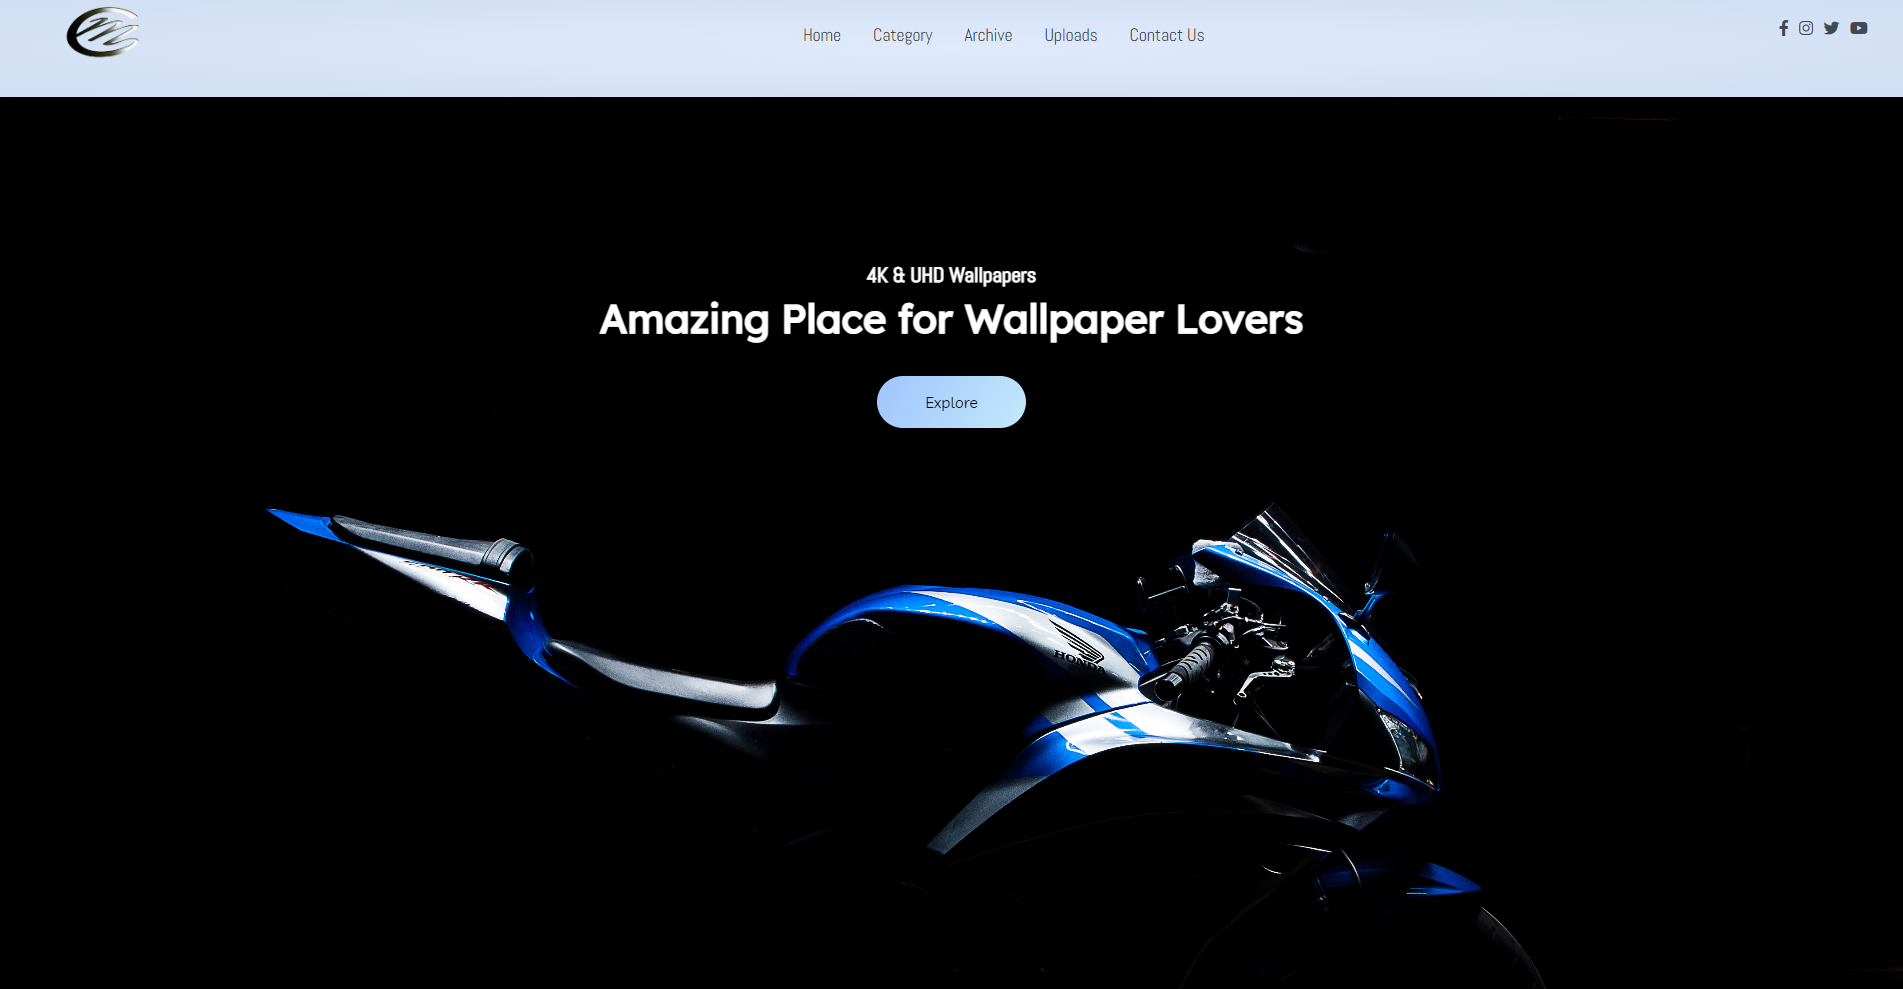 Home Category Archive Uploads Contact Us
4K & UHD Wallpapers
Amazing Place for Wallpaper Lovers
Explore
HONDA